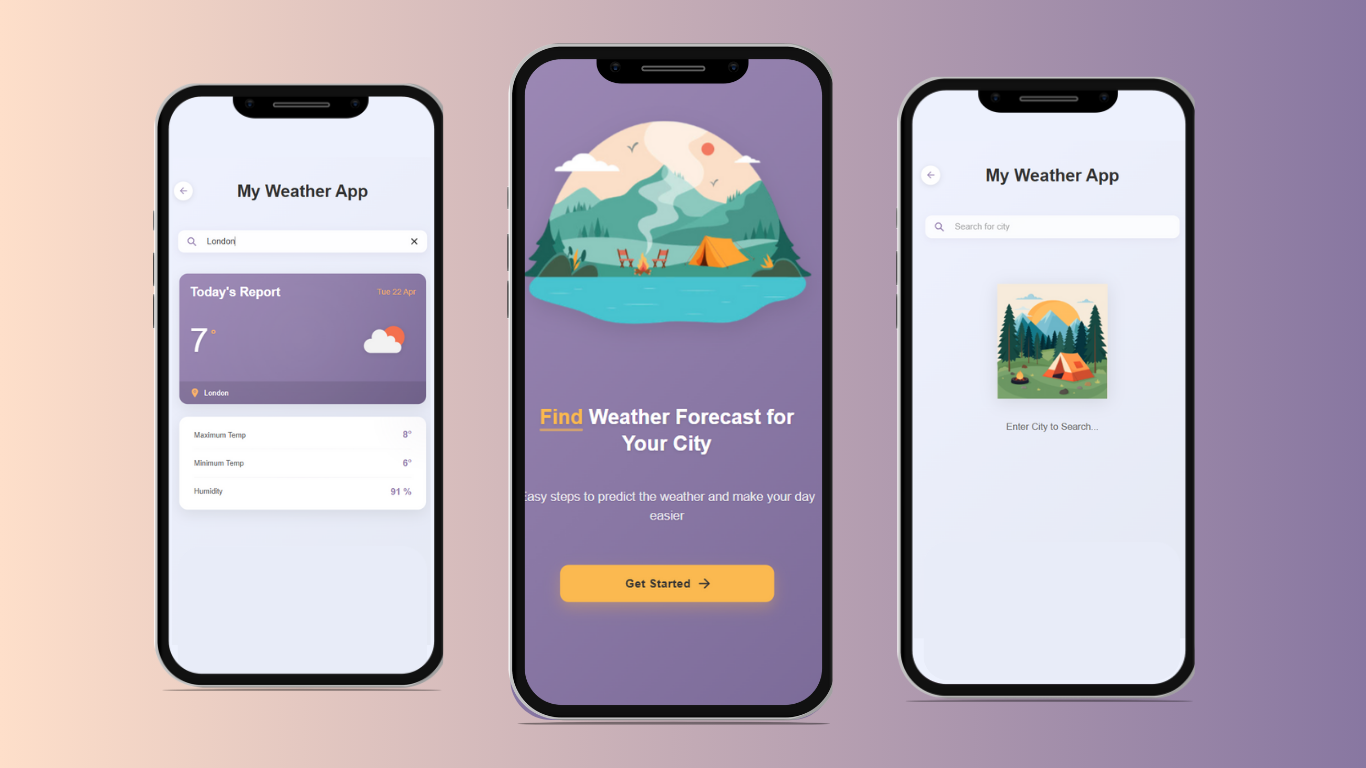 My Weather App
London
Today's Report
Tue 22 Apr
7°
London
Maximum Temp 8°
Minimum Temp 6°
Humidity 91 %
Find Weather Forecast for
Your City
Easy steps to predict the weather and make your day
easier
Get Started
My Weather App
Search for city
Enter City to Search...